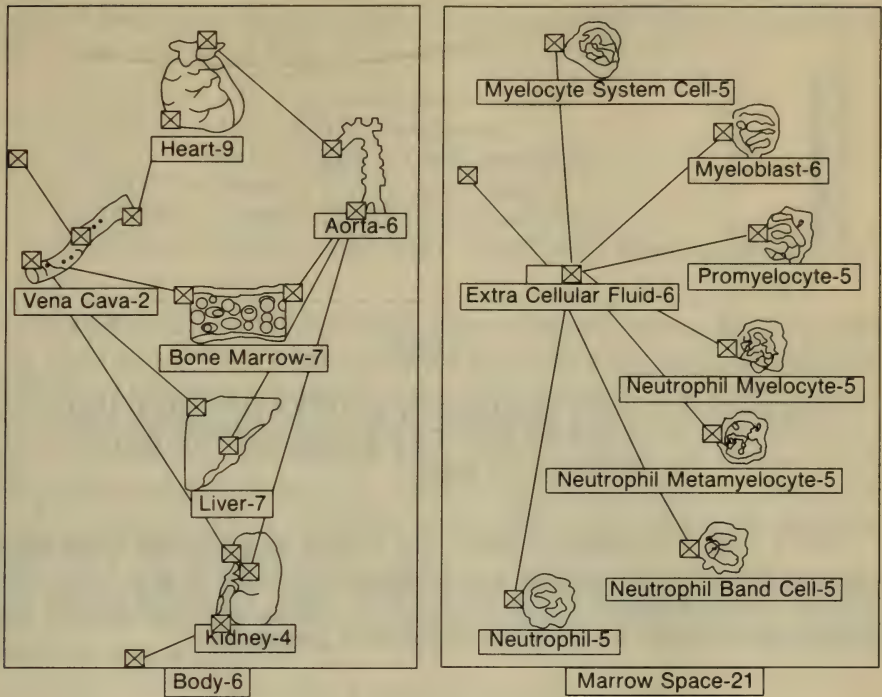 Heart-9
Aorta-6
Vena Cava-2
Bone Marrow-7
Liver-7
Kidney-4
Body-6
Myelocyte System Cell-5
Myeloblast-6
Promyelocyte-5
Extra Cellular Fluid-6
Neutrophil Myelocyte-5
Neutrophil Metamyelocyte-5
Neutrophil Band Cell-5
Neutrophil-5
Marrow Space-21